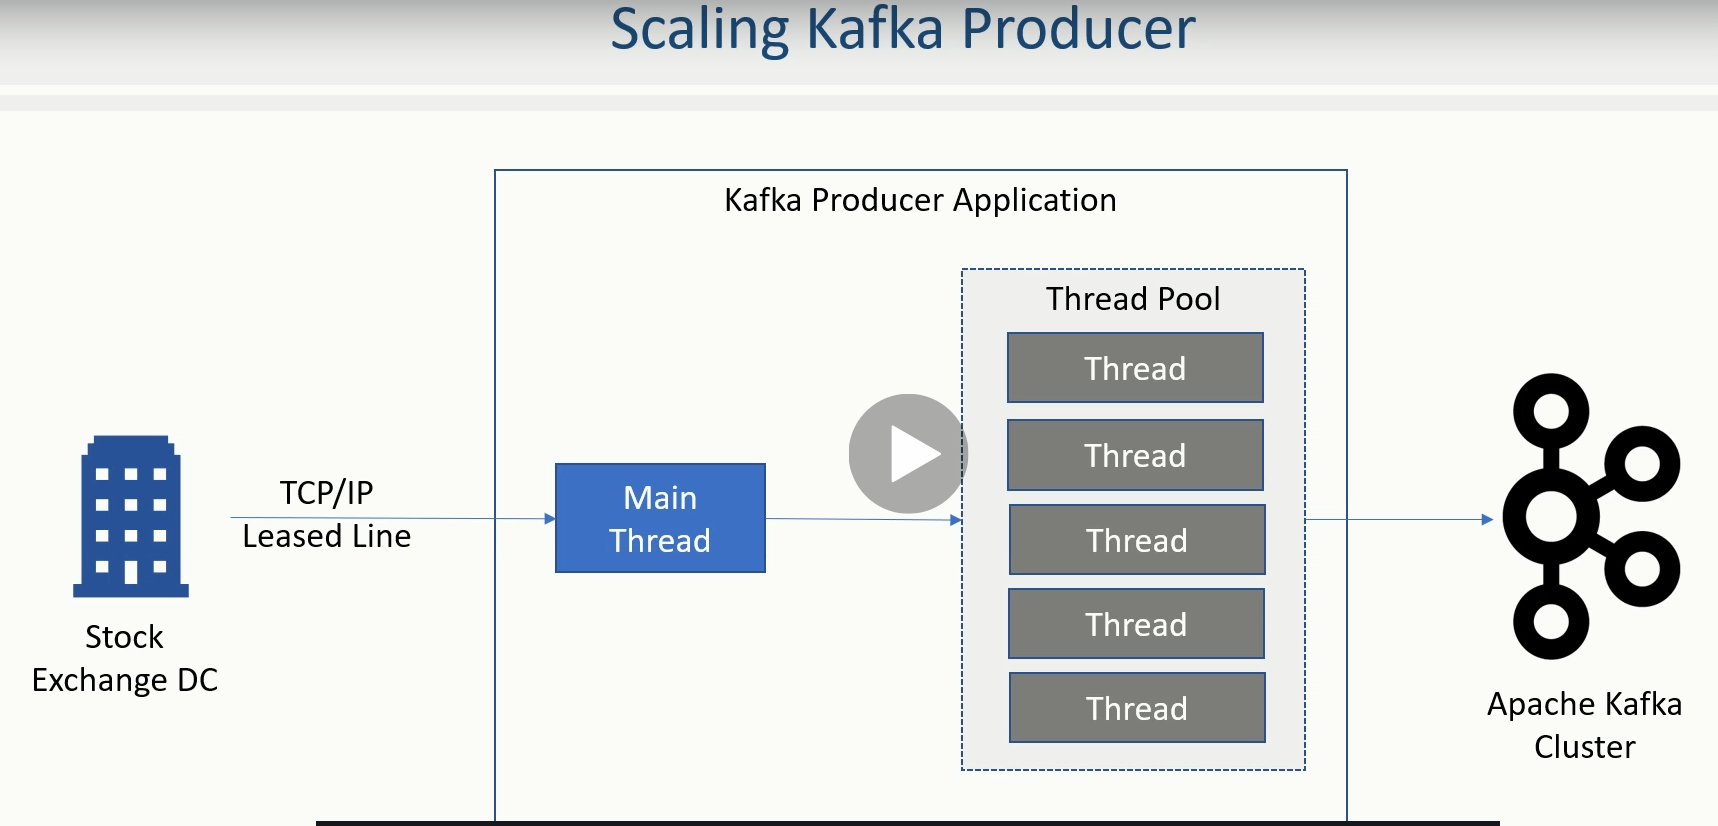 Scaling Kafka Producer
Kafka Producer Application
Thread Pool
Thread
Thread
Thread
Thread
Thread
Main
Thread
TCP/IP
Leased Line
Stock
Exchange DC
Apache Kafka
Cluster